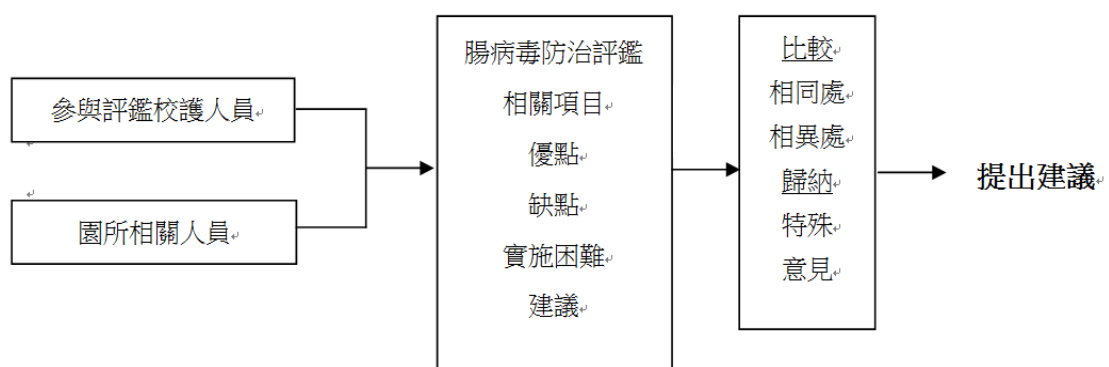 參與評鑑校護人員
園所相關人員
腸病毒防治評鑑
相關項目
優點
缺點
實施困難
建議
比較
相同處
相異處
歸納
特殊
意見
提出建議